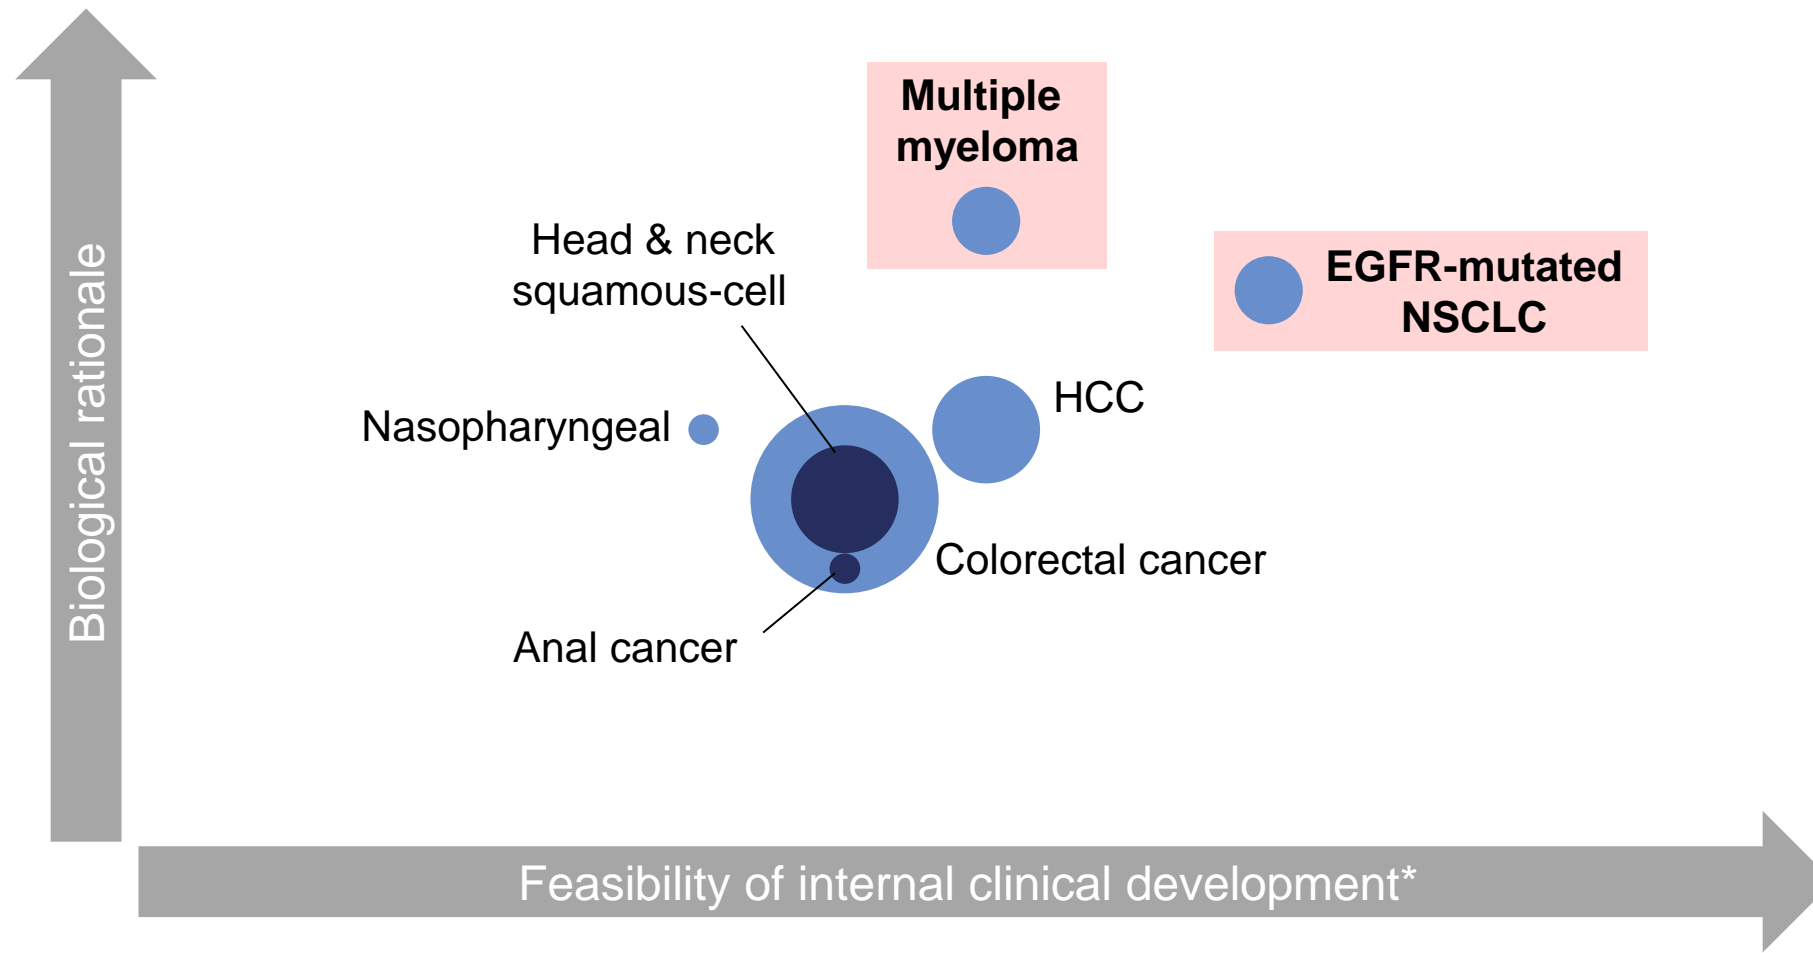 Multiple
myeloma
Head & neck
squamous-cell
EGFR-mutated
NSCLC
HCC
Nasopharyngeal
Colorectal cancer
Anal cancer
Biological rationale
Feasibility of internal clinical development*